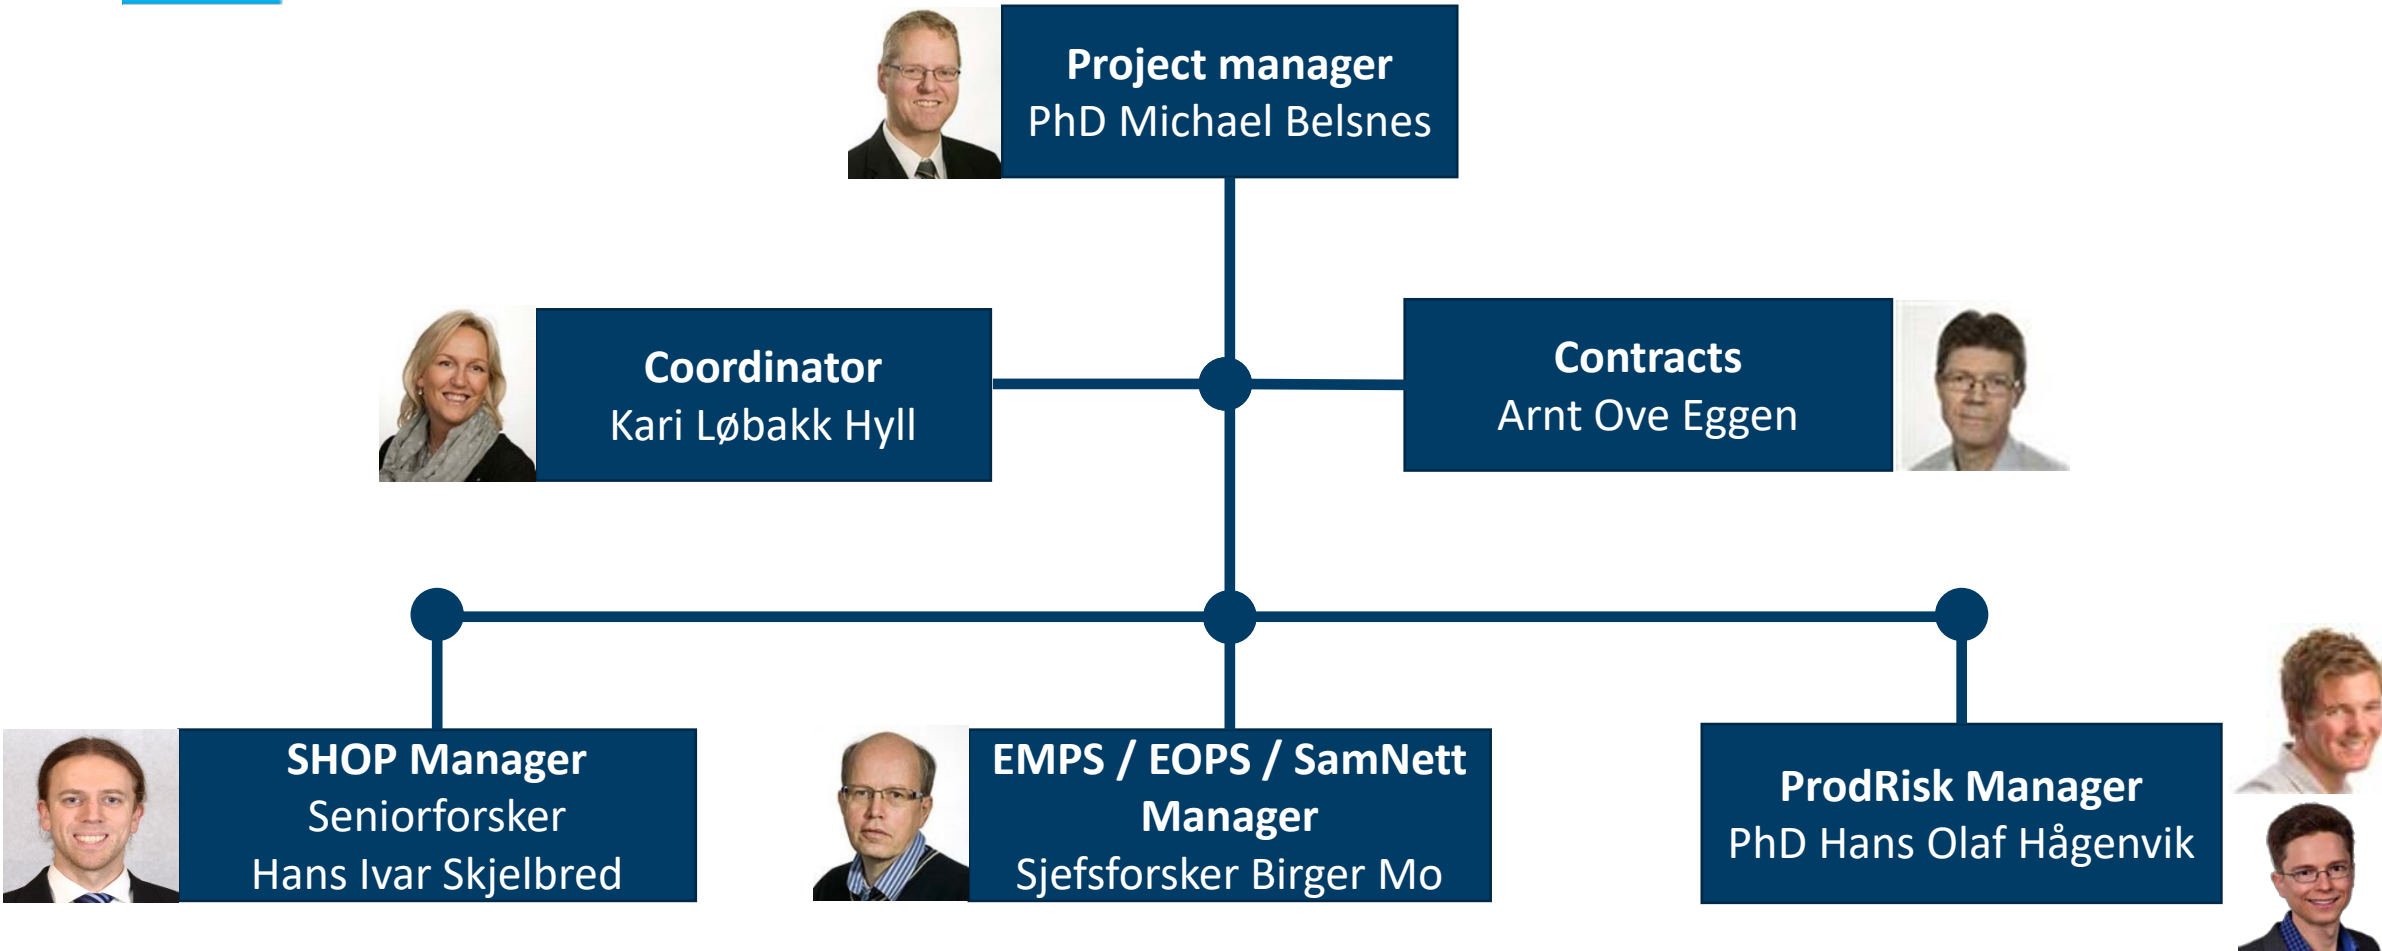 Project manager
PhD Michael Belsnes
Coordinator
Kari Løbakk Hyll
Contracts
Arnt Ove Eggen
SHOP Manager
Seniorforsker
Hans Ivar Skjelbred
EMPS / EOPS / SamNett
Manager
Sjefsforsker Birger Mo
ProdRisk Manager
PhD Hans Olaf Hågenvik